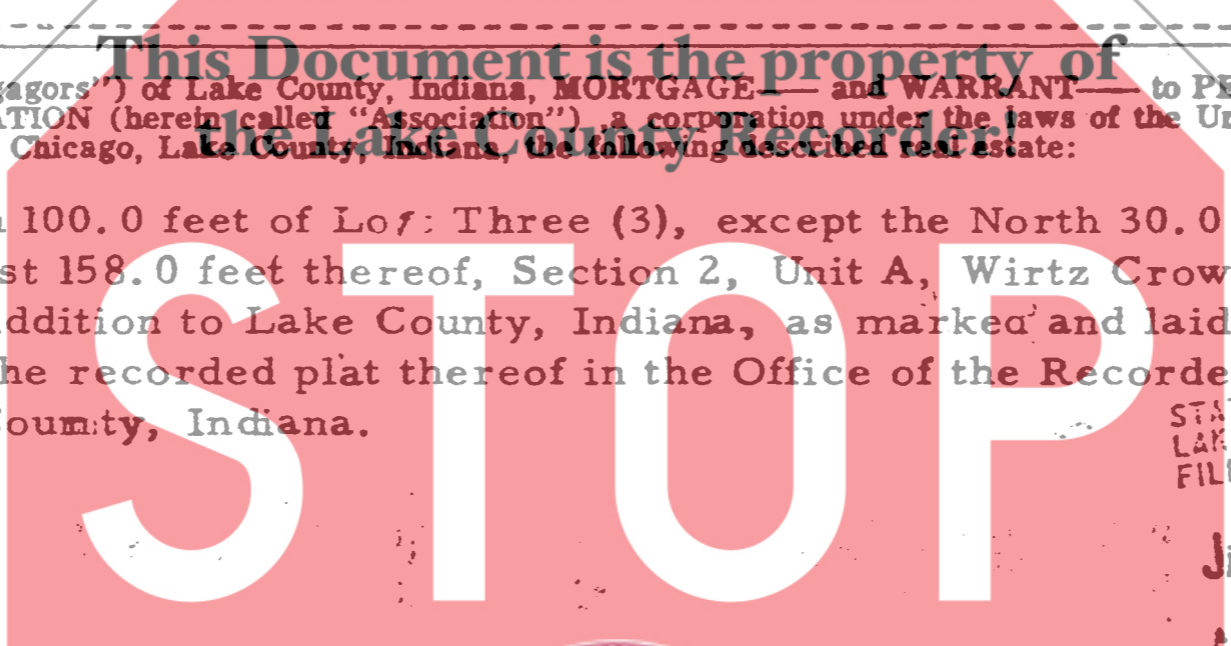 This Document is the property of
the Lake County Recorder!
gagors") of Lake County, Indiana, MORTGAGE— and WARRANT— to
ATION (herein called "Association") a corporation under the laws of the
Chicago, Lake County, Indiana, the following described real estate:
100.0 feet of Lot Three (3), except the North 30.0
st 158.0 feet thereof, Section 2, Unit A, Wirtz Crow
ddition to Lake County, Indiana, as marked and laid
he recorded plat thereof in the Office of the Recorde
ounty, Indiana.
STOP
STA
LAK
FIL